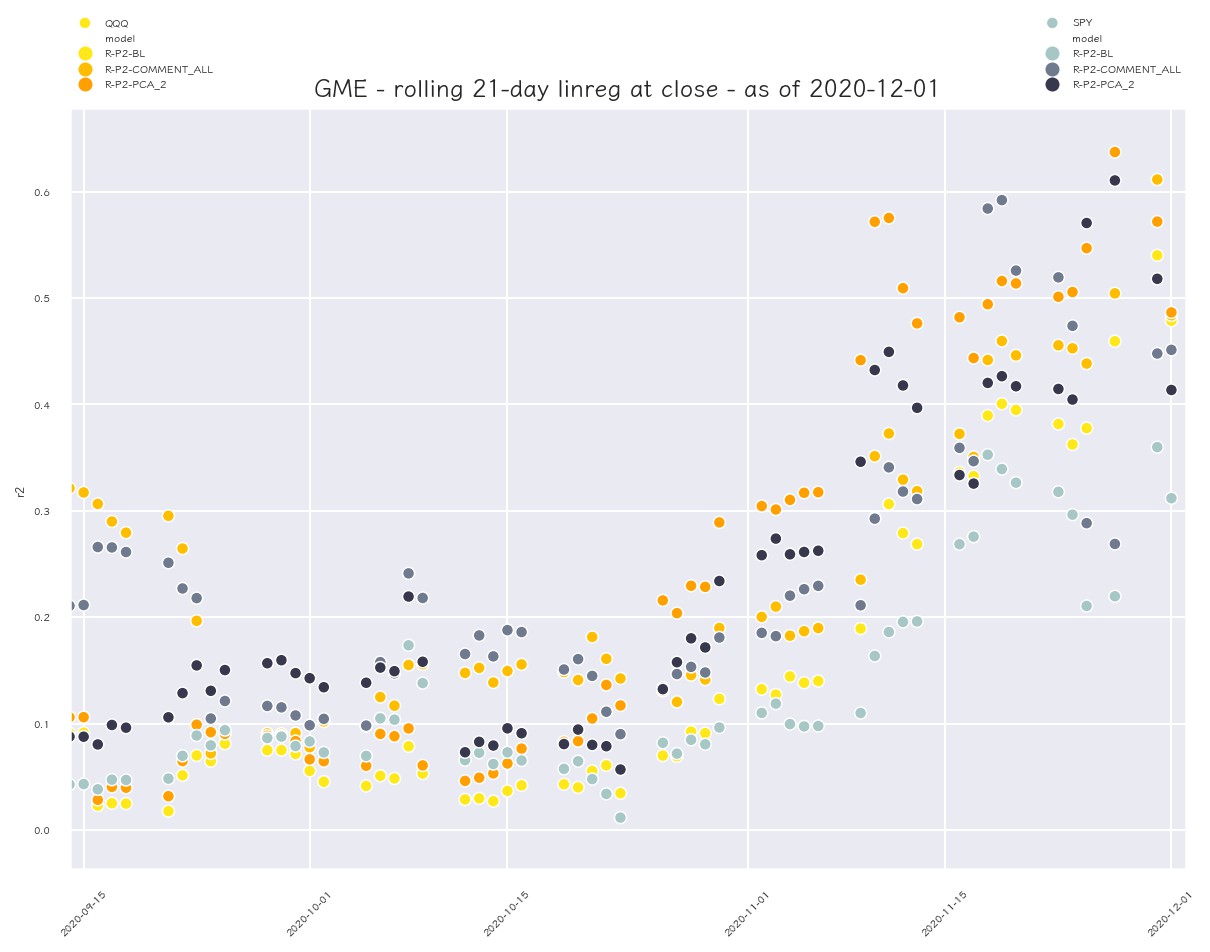 QQQ
model
R-P2-BL
R-P2-COMMENT_ALL
R-P2-PCA_2
SPY
model
R-P2-BL
R-P2-COMMENT_ALL
R-P2-PCA_2
GME - rolling 21-day linreg at close - as of 2020-12-01
r2
0.6
0.5
0.4
0.3
0.2
0.1
0.0
2020-09-15
2020-10-01
2020-10-15
2020-11-01
2020-11-15
2020-12-01